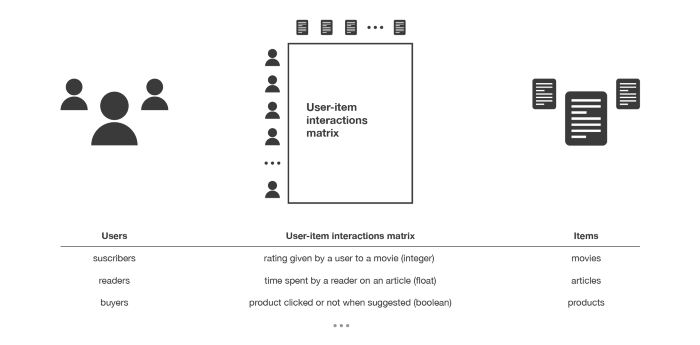 User-item
interactions
matrix
Users User-item interactions matrix Items
suscribers rating given by a user to a movie (integer) movies
readers time spent by a reader on an article (float) articles
buyers product clicked or not when suggested (boolean) products